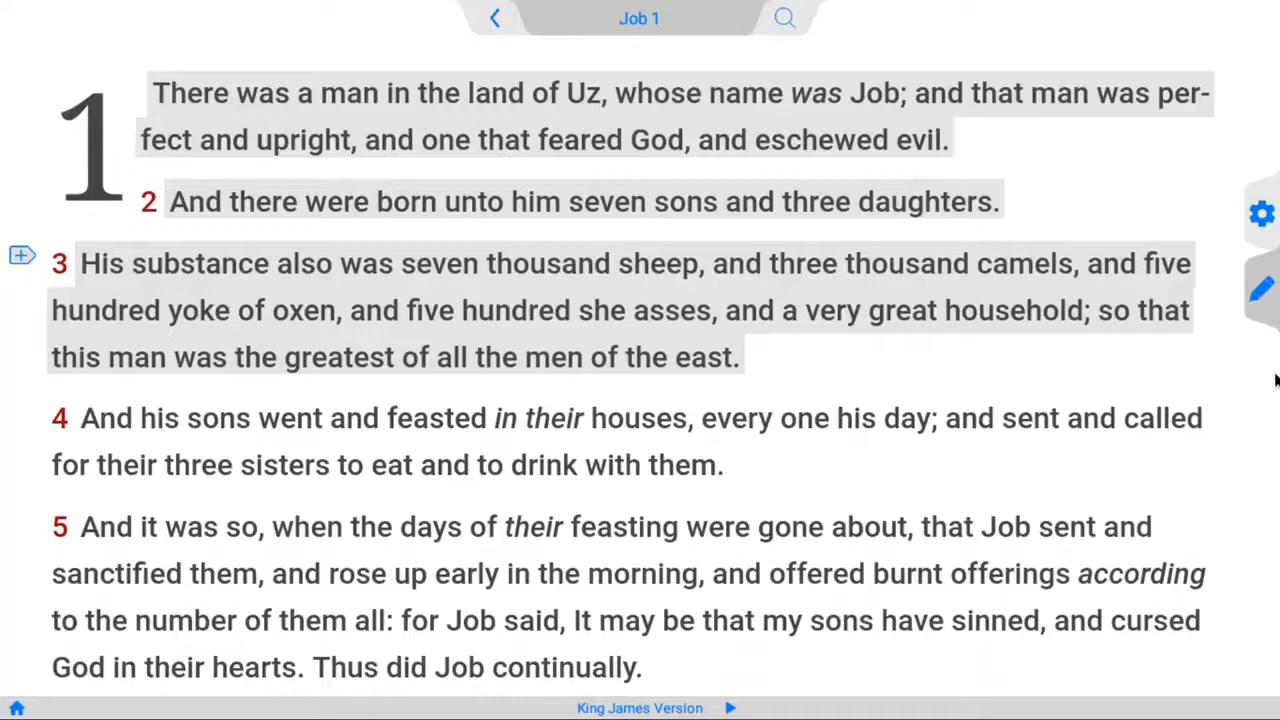 Job 1
1 There was a man in the land of Uz, whose name was Job; and that man was per-
fect and upright, and one that feared God, and eschewed evil.
2 And there were born unto him seven sons and three daughters.
3 His substance also was seven thousand sheep, and three thousand camels, and five
hundred yoke of oxen, and five hundred she asses, and a very great household; so that
this man was the greatest of all the men of the east.
4 And his sons went and feasted in their houses, every one his day; and sent and called
for their three sisters to eat and to drink with them.
5 And it was so, when the days of their feasting were gone about, that Job sent and
sanctified them, and rose up early in the morning, and offered burnt offerings according
to the number of them all: for Job said, It may be that my sons have sinned, and cursed
God in their hearts. Thus did Job continually.
King James Version